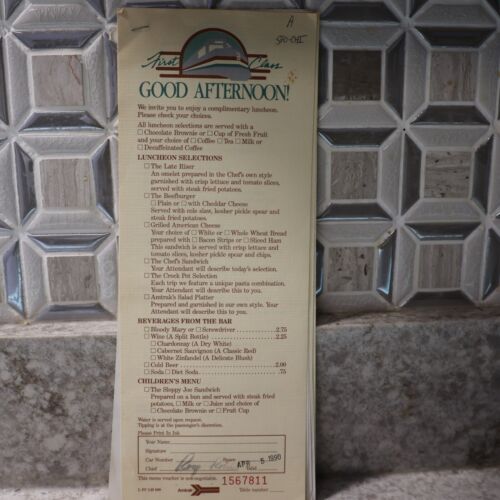 A
SPO-CHI
First Class
GOOD AFTERNOON!
We invite you to enjoy a complimentary luncheon.
Please check your choices.
All luncheon selections are served with a
☐ Chocolate Brownie or ☐ Cup of Fresh Fruit
and your choice of ☐ Coffee ☐ Tea ☐ Milk or
☐ Decaffeinated Coffee
LUNCHEON SELECTIONS
☐ The Late Riser
An omelet prepared in the Chef's own style
garnished with crisp lettuce and tomato slices,
served with steak fried potatoes.
☐ The Beefburger
☐ Plain or ☐ with Cheddar Cheese
Served with cole slaw, kosher pickle spear and
steak fried potatoes.
☐ Grilled American Cheese
Your choice of ☐ White or ☐ Whole Wheat Bread
prepared with ☐ Bacon Strips or ☐ Sliced Ham
This sandwich is served with crisp lettuce and
tomato slices, kosher pickle spear and chips.
☐ The Chef's Sandwich
Your Attendant will describe today's selection.
☐ The Crock Pot Selection
Each trip we feature a unique pasta combination.
Your Attendant will describe this to you.
☐ Amtrak's Salad Platter
Prepared and garnished in our own style. Your
Attendant will describe this to you.
BEVERAGES FROM THE BAR
☐ Bloody Mary or ☐ Screwdriver 2.75
☐ Wine (A Split Bottle) 2.25
☐ Chardonnay (A Dry White)
☐ Cabernet Sauvignon (A Classic Red)
☐ White Zinfandel (A Delicate Blush)
☐ Cold Beer 2.00
☐ Soda ☐ Diet Soda .75
CHILDREN'S MENU
☐ The Sloppy Joe Sandwich
Prepared on a bun and served with steak fried
potatoes, ☐ Milk or ☐ Juice and choice of
☐ Chocolate Brownie or ☐ Fruit Cup
Water is served upon request.
Tipping is at the passenger's discretion.
Please Print In Ink
Your Name
Signature
Car Number Space
Chief Roy APR 5 1990
This menu voucher is non-negotiable. 1567811
Amtrak Table number